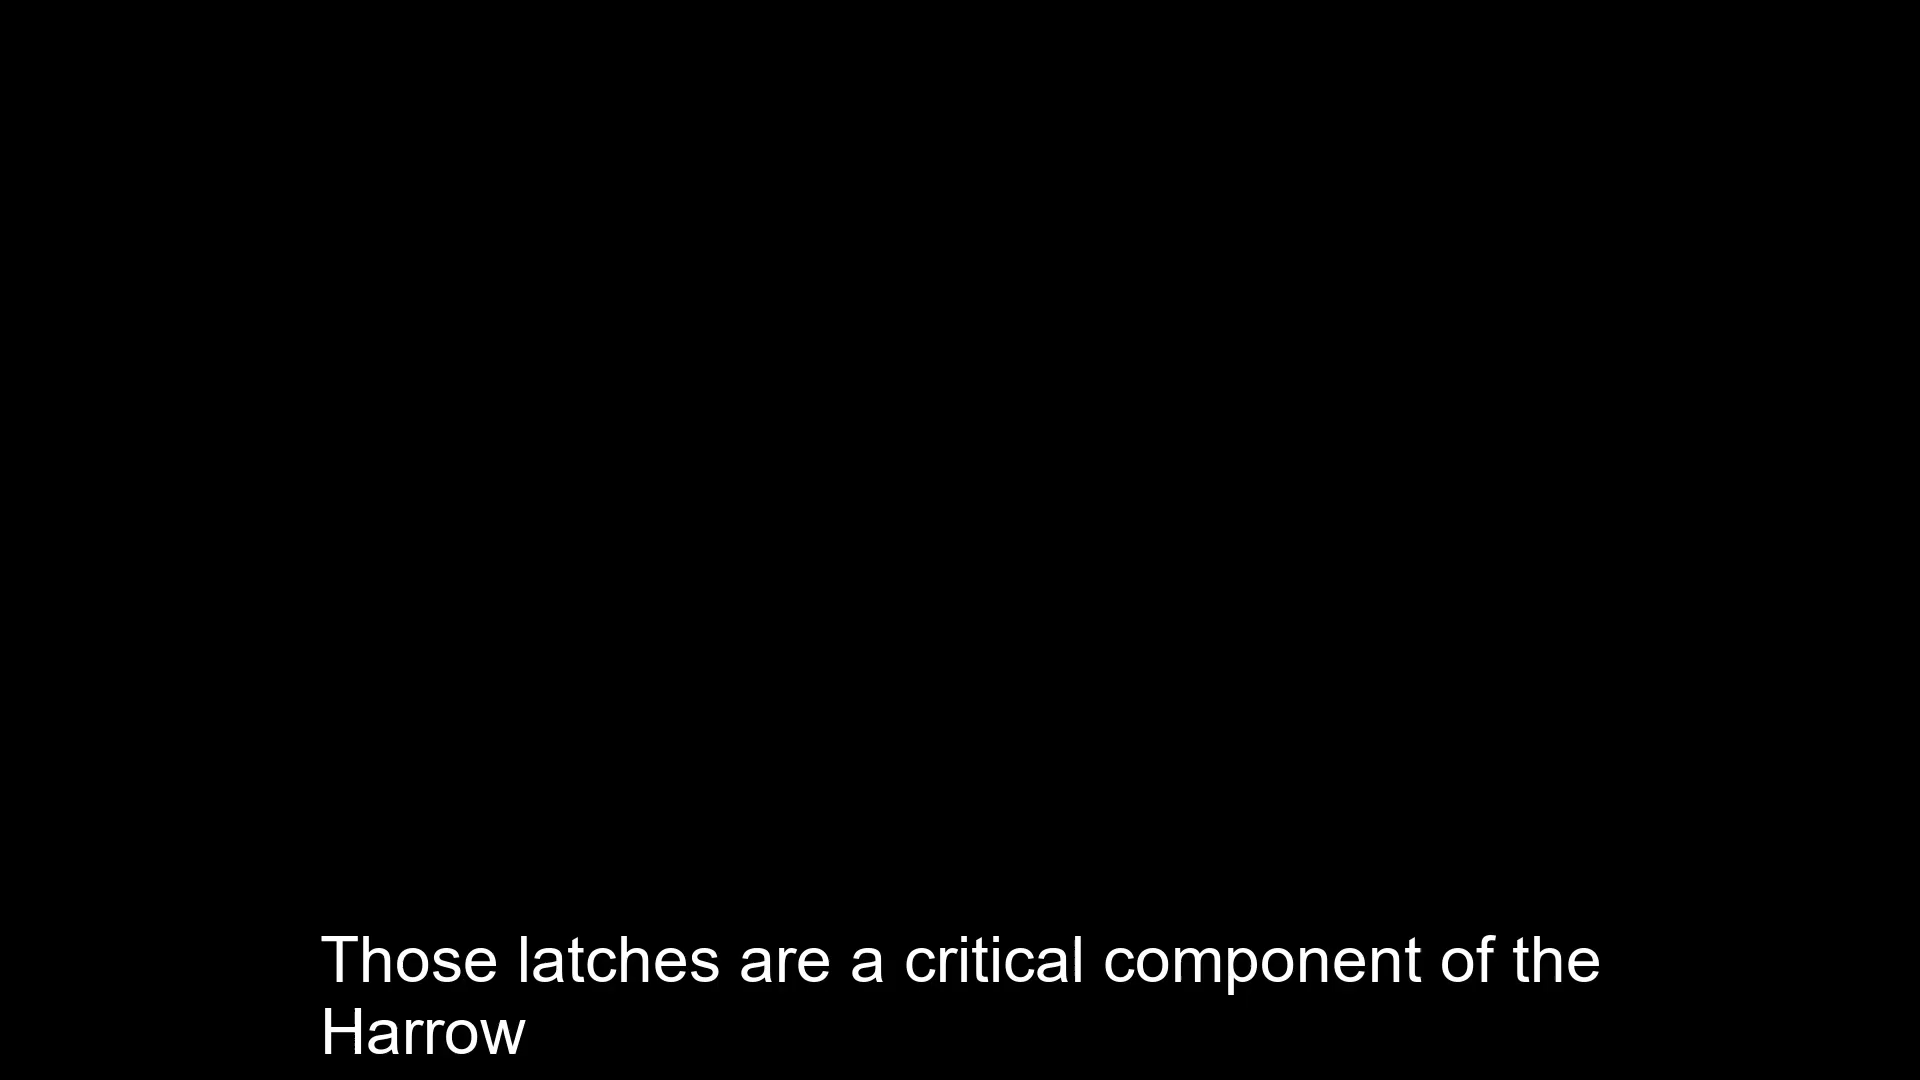 Those latches are a critical component of the
Harrow